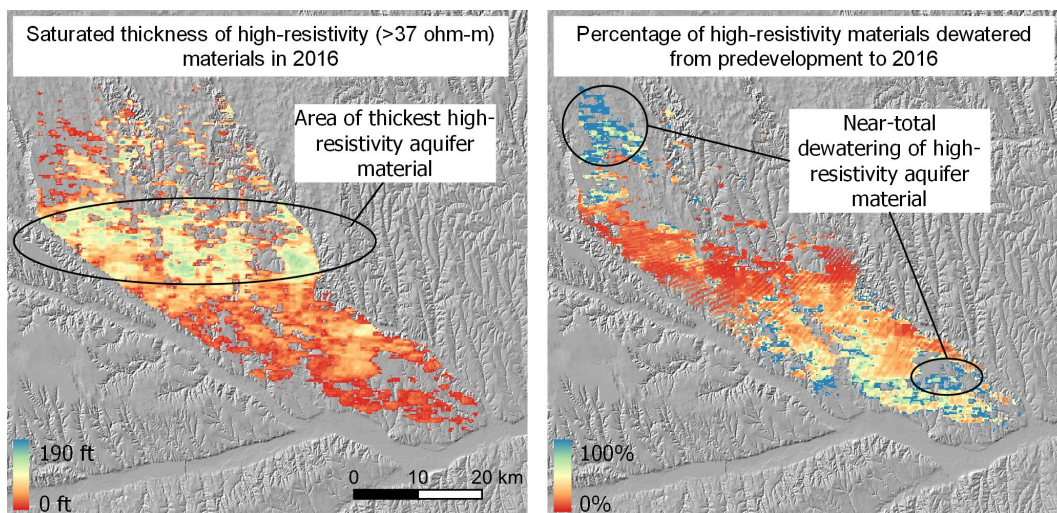 Saturated thickness of high-resistivity (>37 ohm-m)
materials in 2016
Area of thickest high-
resistivity aquifer
material
190 ft
0 ft
0 10 20 km
Percentage of high-resistivity materials dewatered
from predevelopment to 2016
Near-total
dewatering of high-
resistivity aquifer
material
100%
0%